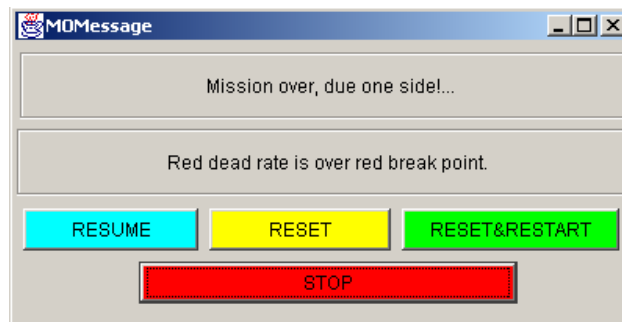 MOMessage
Mission over, due one side!...
Red dead rate is over red break point.
RESUME RESET RESET&RESTART
STOP